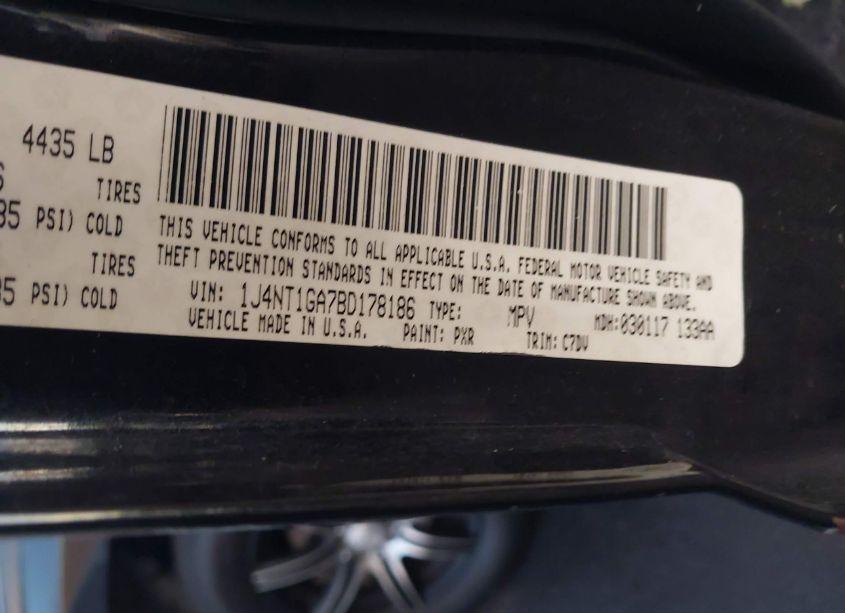 4435 LB
TIRES
PSI) COLD
THIS VEHICLE CONFORMS TO ALL APPLICABLE U.S.A. FEDERAL MOTOR VEHICLE SAFETY AND
THEFT PREVENTION STANDARDS IN EFFECT ON THE DATE OF MANUFACTURE SHOWN ABOVE.
TIRES
PSI) COLD
VIN: 1J4NT1GA7BD178186 TYPE: MPV MDH:030117 133AA
VEHICLE MADE IN U.S.A. PAINT: PXR TRIM: C7DV